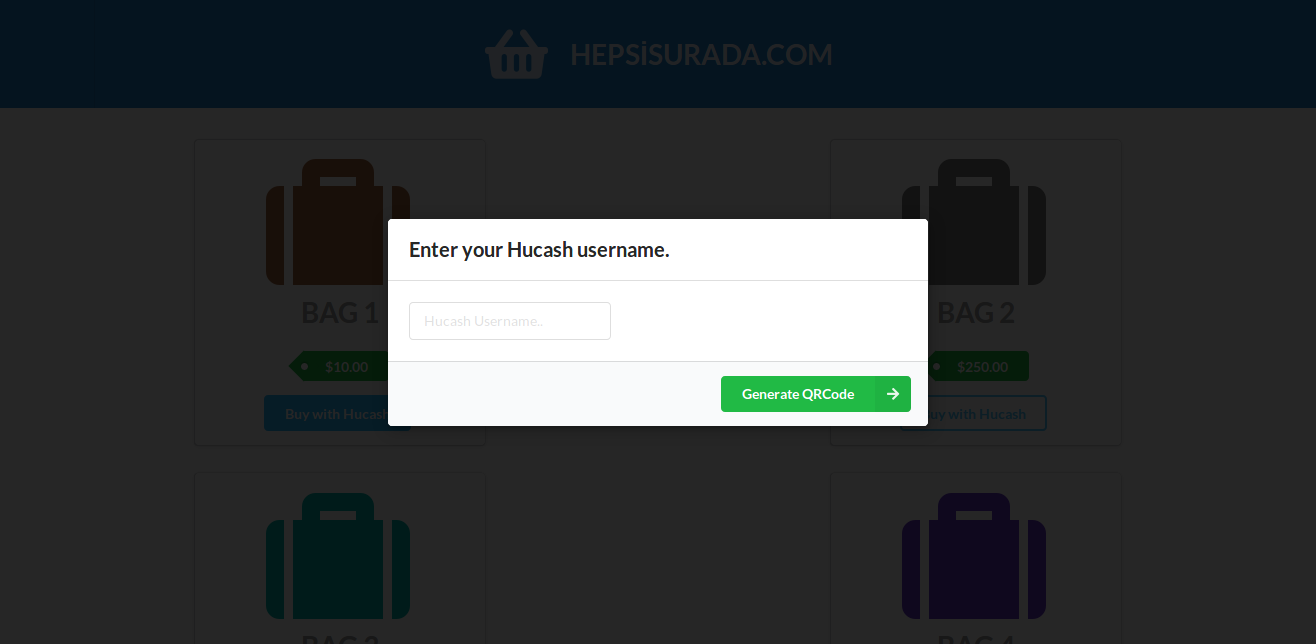 HEPSİSURADA.COM
Enter your Hucash username.
Hucash Username..
Generate QRCode
BAG 1
$10.00
Buy with Hucash
BAG 2
$250.00
Buy with Hucash
BAG 3
BAG 4